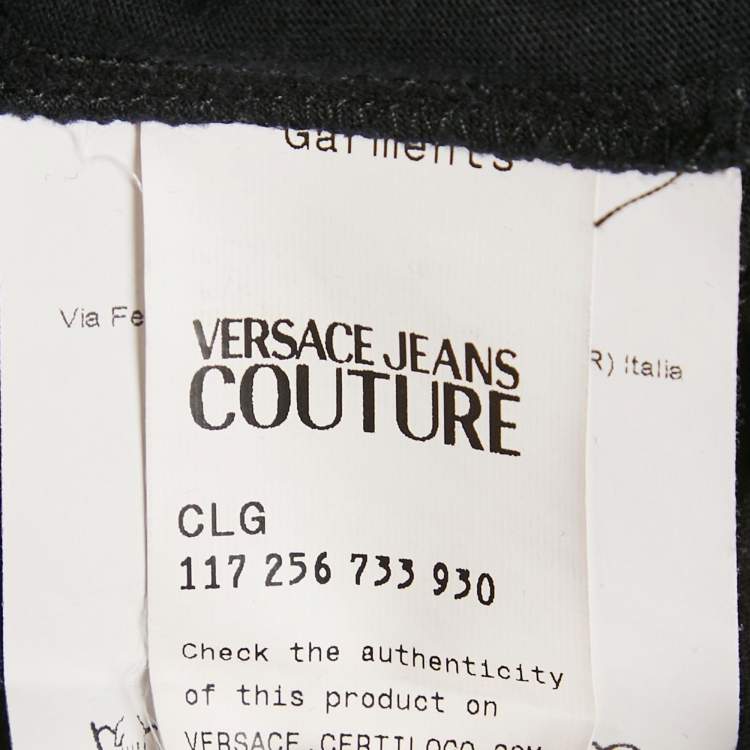 Garments
VERSACE JEANS
COUTURE
CLG
117 256 733 930
Check the authenticity
of this product on
VERSACE.CERTILOGO.COM
Via Fe
R) Italia